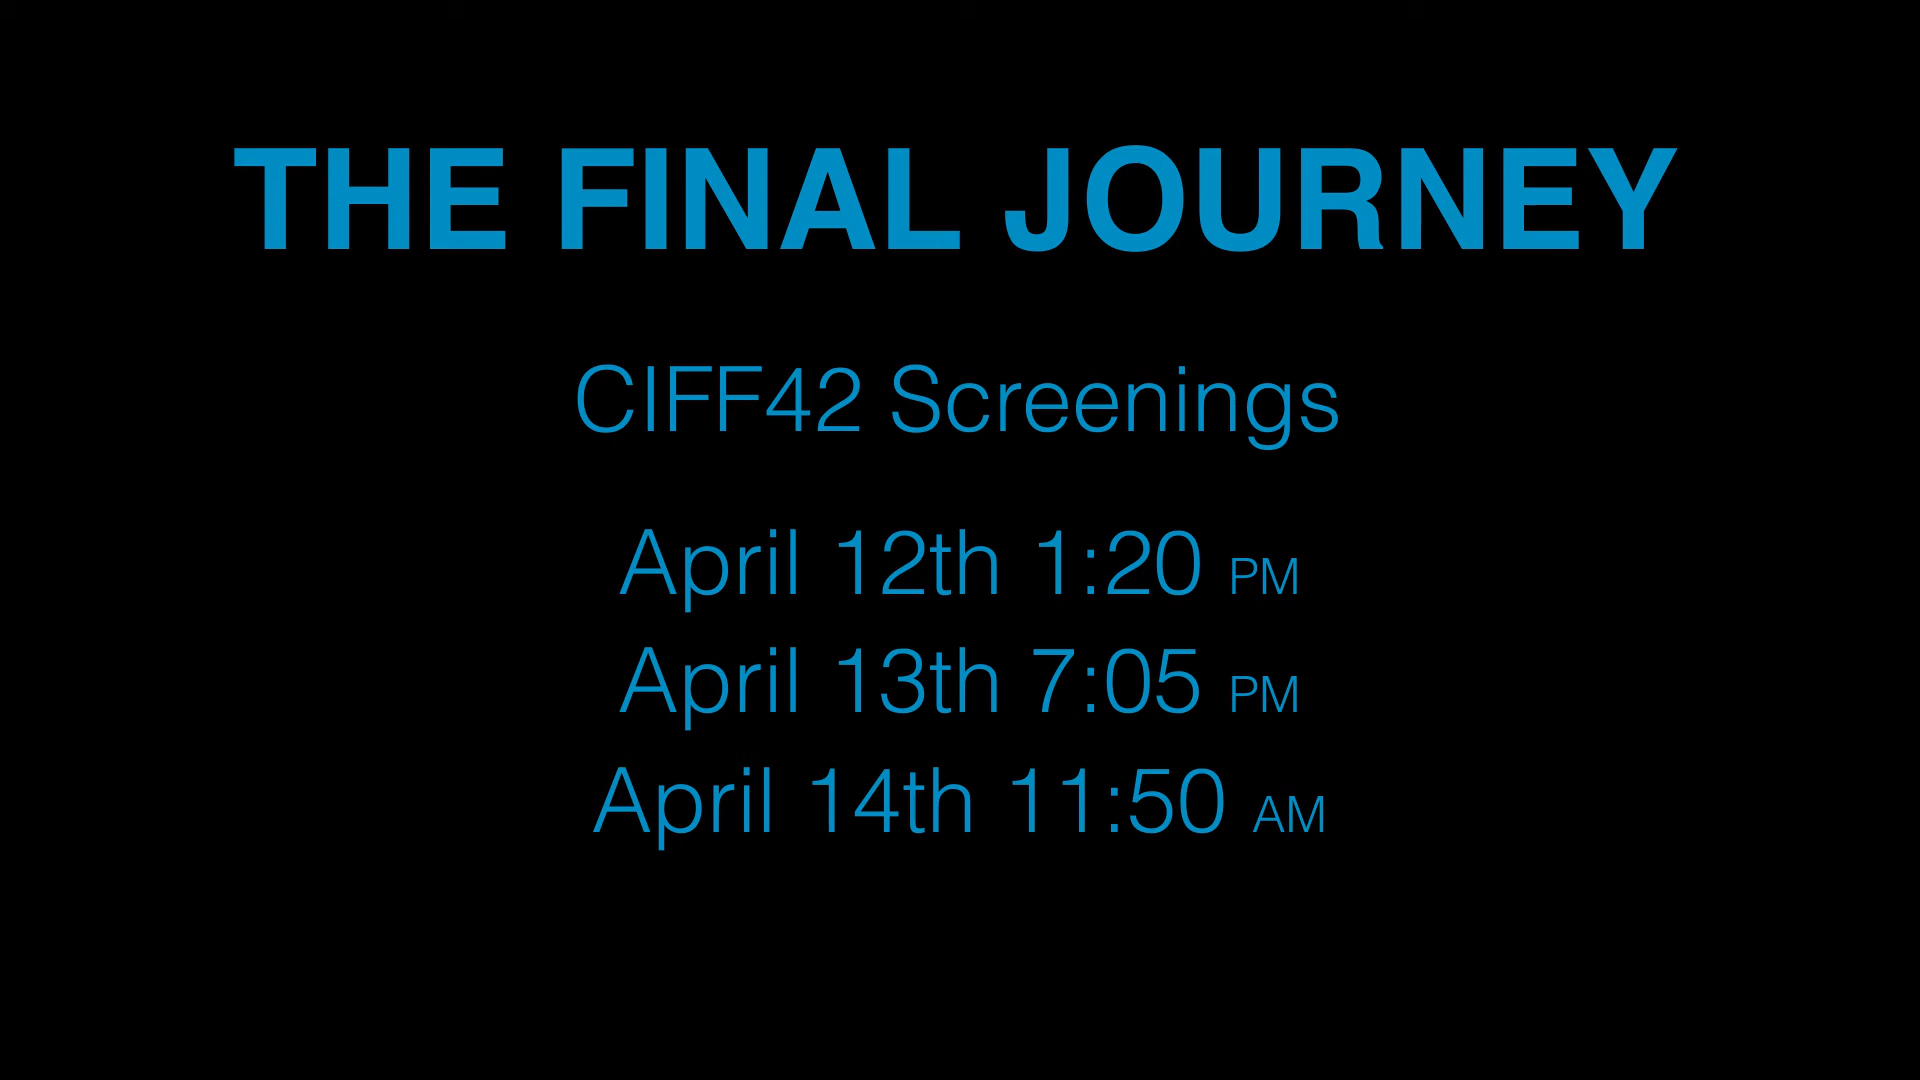 THE FINAL JOURNEY
CIFF42 Screenings
April 12th 1:20 PM
April 13th 7:05 PM
April 14th 11:50 AM